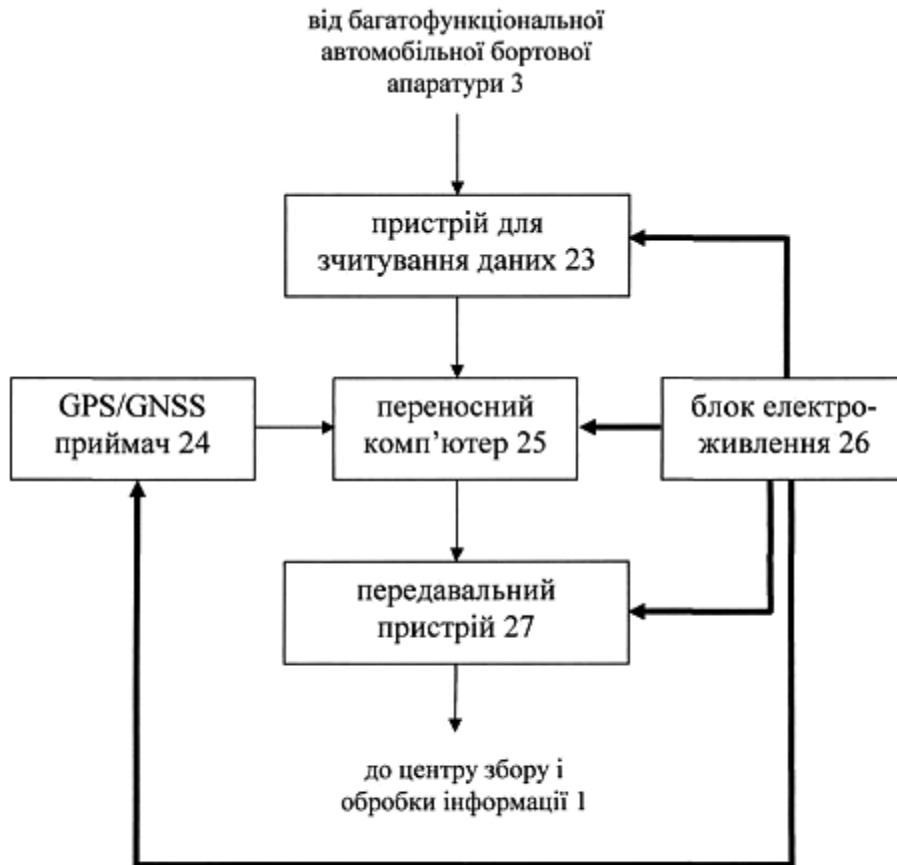 від багатофункціональної
автомобільної бортової
апаратури 3
пристрій для
зчитування даних 23
GPS/GNSS
приймач 24
переносний
комп’ютер 25
блок електро-
живлення 26
передавальний
пристрій 27
до центру збору і
обробки інформації 1